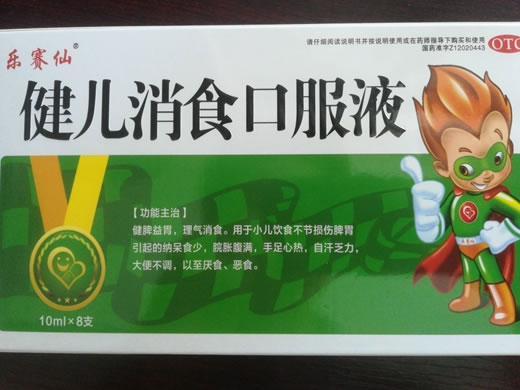 乐赛仙®
请仔细阅读说明书并按说明使用或在药师指导下购买和使用
国药准字Z12020443
OTC
健儿消食口服液
【功能主治】
健脾益胃，理气消食。用于小儿饮食不节损伤脾胃
引起的纳呆食少，脘胀腹满，手足心热，自汗乏力，
大便不调，以至厌食、恶食。
10ml×8支